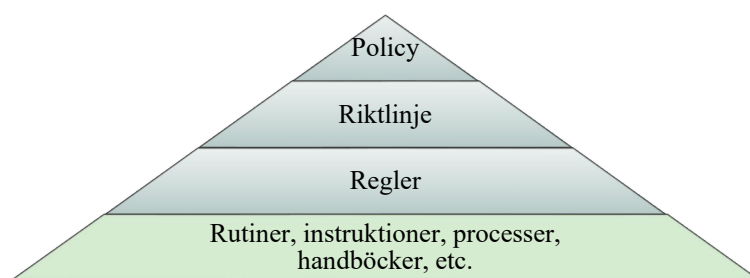 Policy
Riktlinje
Regler
Rutiner, instruktioner, processer,
handböcker, etc.